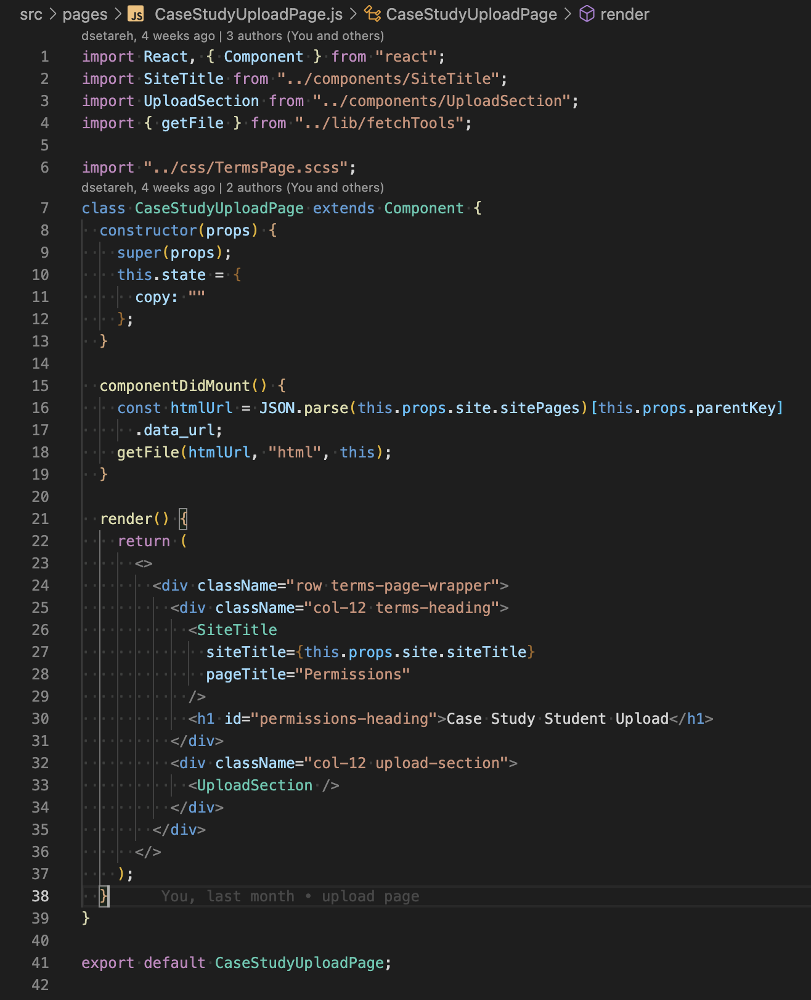 src > pages > JS CaseStudyUploadPage.js > CaseStudyUploadPage > render
dsetareh, 4 weeks ago | 3 authors (You and others)
1 import React, { Component } from "react";
2 import SiteTitle from "../components/SiteTitle";
3 import UploadSection from "../components/UploadSection";
4 import { getFile } from "../lib/fetchTools";
5
6 import "../css/TermsPage.scss";
dsetareh, 4 weeks ago | 2 authors (You and others)
7 class CaseStudyUploadPage extends Component {
8   constructor(props) {
9     super(props);
10     this.state = {
11       copy: ""
12     };
13   }
14
15   componentDidMount() {
16     const htmlUrl = JSON.parse(this.props.site.sitePages)[this.props.parentKey]
17       .data_url;
18     getFile(htmlUrl, "html", this);
19   }
20
21   render() {
22     return (
23       <>
24         <div className="row terms-page-wrapper">
25           <div className="col-12 terms-heading">
26             <SiteTitle
27               siteTitle={this.props.site.siteTitle}
28               pageTitle="Permissions"
29             />
30             <h1 id="permissions-heading">Case Study Student Upload</h1>
31           </div>
32           <div className="col-12 upload-section">
33             <UploadSection />
34           </div>
35         </div>
36       </>
37     );
38   } You, last month • upload page
39 }
40
41 export default CaseStudyUploadPage;
42